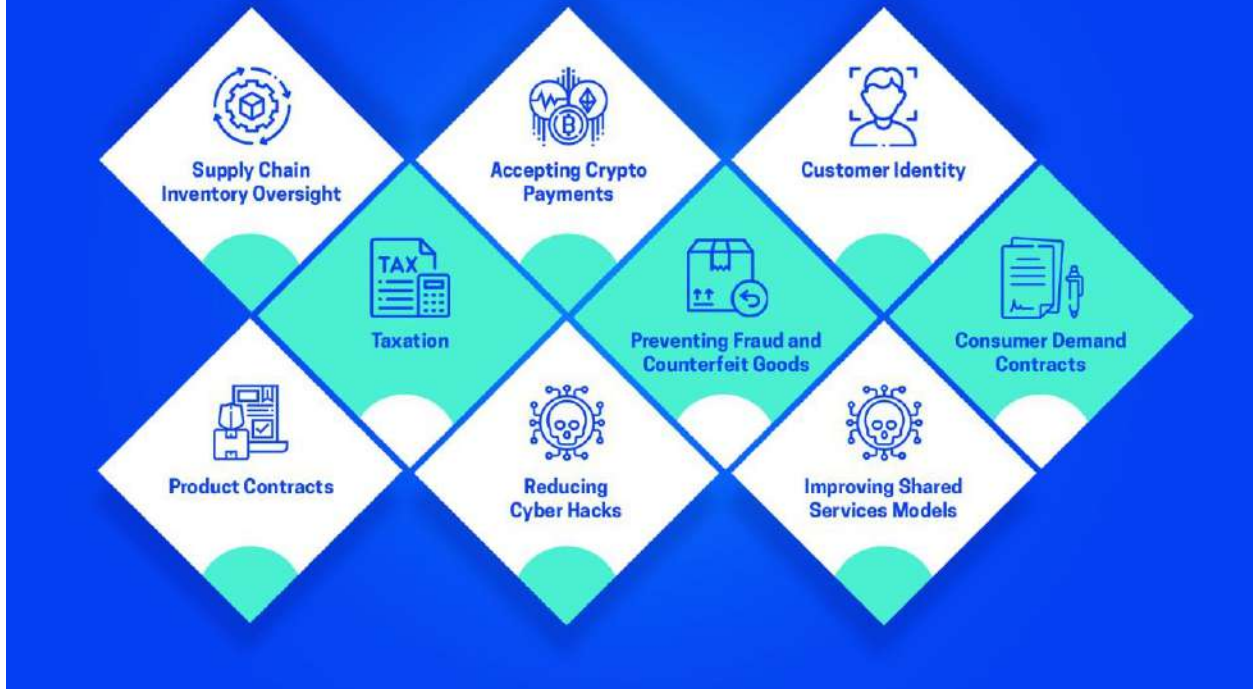 Supply Chain
Inventory Oversight
Accepting Crypto
Payments
Customer Identity
TAX
Taxation
Preventing Fraud and
Counterfeit Goods
Consumer Demand
Contracts
Product Contracts
Reducing
Cyber Hacks
Improving Shared
Services Models